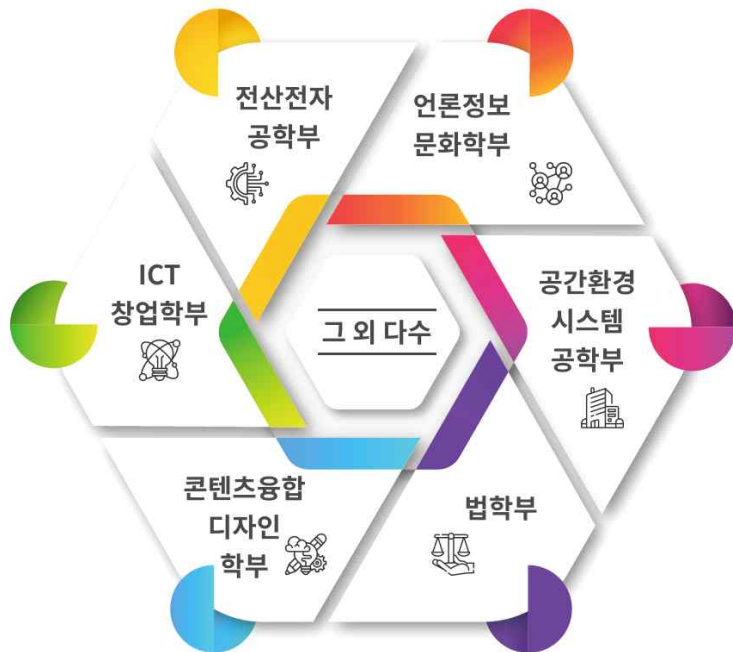 전산전자
공학부
언론정보
문화학부
ICT
창업학부
공간환경
시스템
공학부
그 외 다수
콘텐츠융합
디자인
학부
법학부